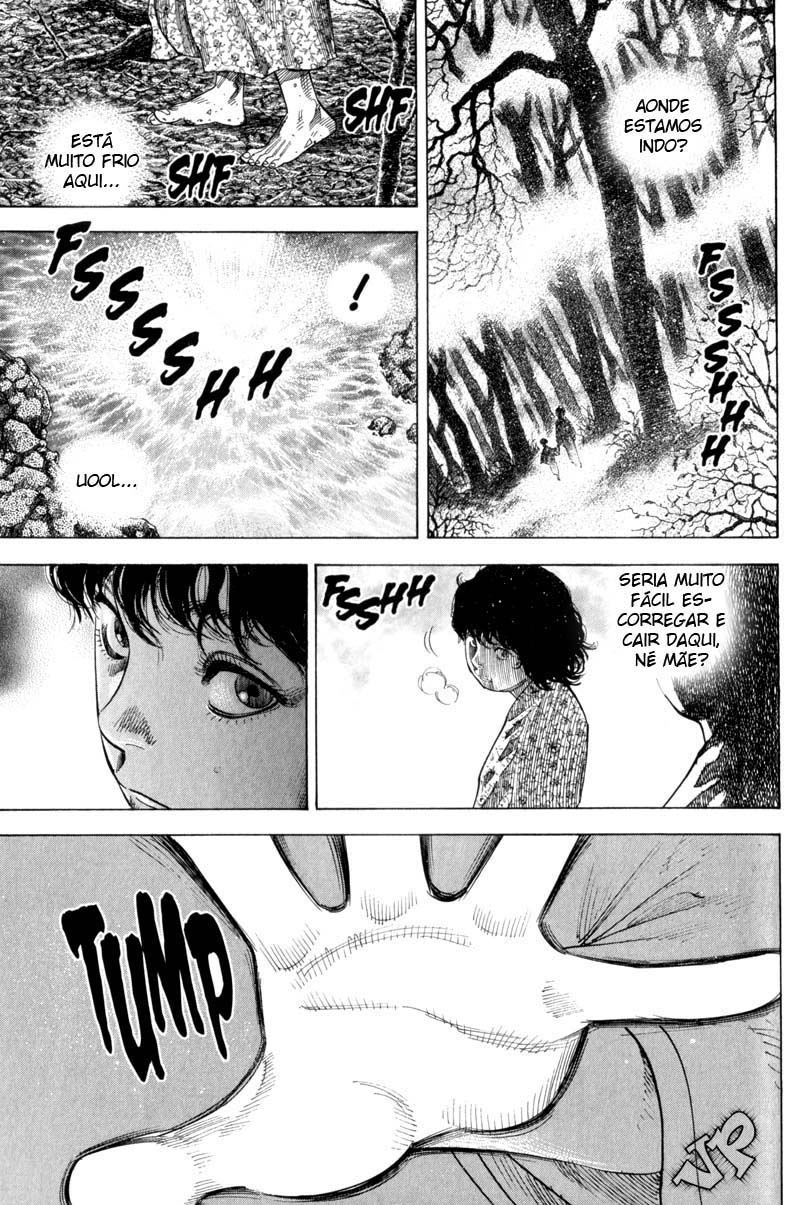 AONDE
ESTAMOS
INDO?
FSSSHHH
SHF
SHF
ESTÁ
MUITO FRIO
AQUI...
FSSSSHH
!
UOOL...
SERIA MUITO
FÁCIL ES-
CORREGAR E
CAIR DAQUI,
NÉ MÃE?
FSSHH
TUMP
VP